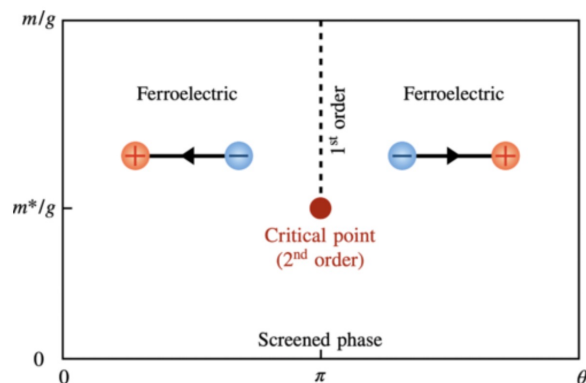 m/g
Ferroelectric
Ferroelectric
1st order
+
−
−
+
m*/g
Critical point
(2nd order)
Screened phase
0
0
π
θ